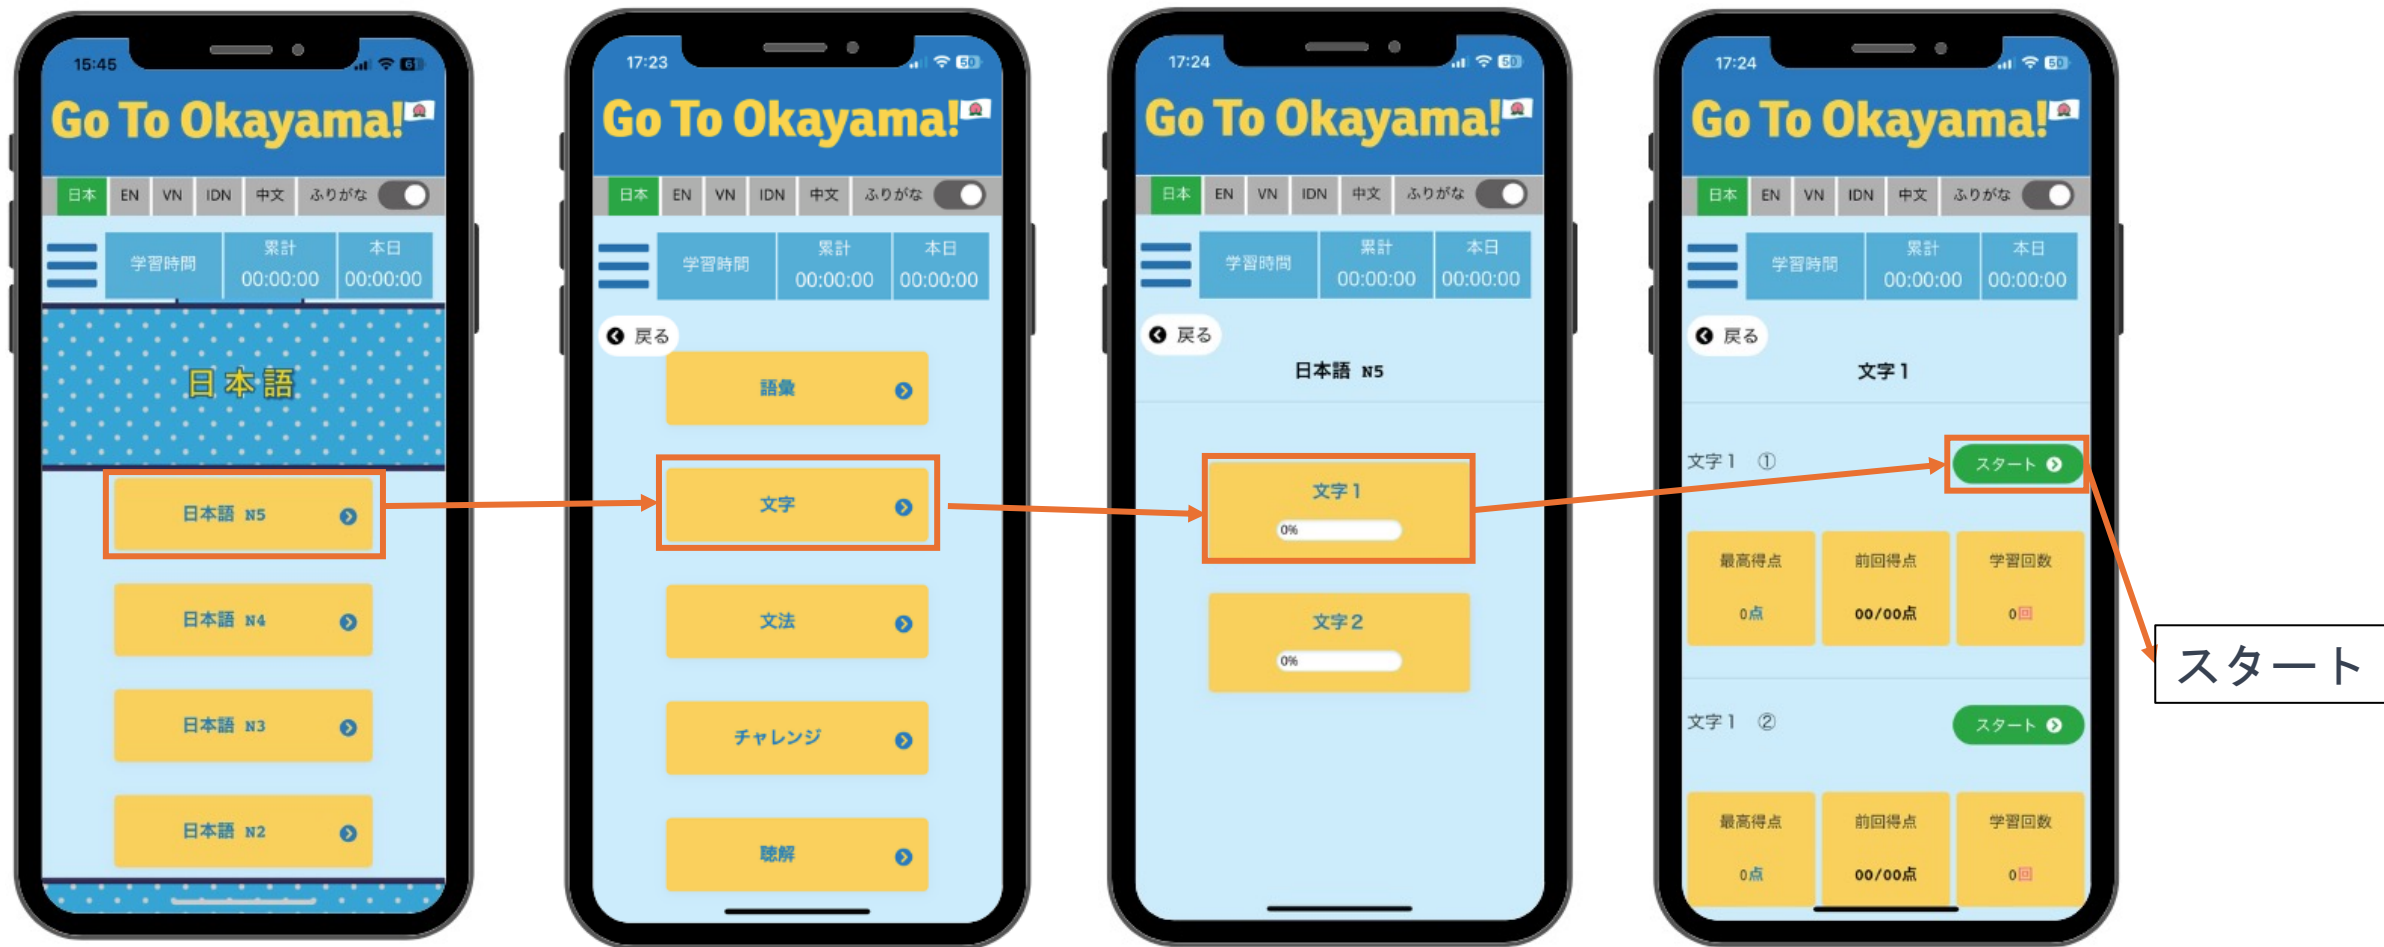 15:45
Go To Okayama!
日本 EN VN IDN 中文 ふりがな
学習時間 累計 00:00:00 本日 00:00:00
日本語
日本語 N5
日本語 N4
日本語 N3
日本語 N2
17:23 50
Go To Okayama!
日本 EN VN IDN 中文 ふりがな
学習時間 累計 00:00:00 本日 00:00:00
戻る
語彙
文字
文法
チャレンジ
聴解
17:24 50
Go To Okayama!
日本 EN VN IDN 中文 ふりがな
学習時間 累計 00:00:00 本日 00:00:00
戻る
日本語 N5
文字1
0%
文字2
0%
17:24 50
Go To Okayama!
日本 EN VN IDN 中文 ふりがな
学習時間 累計 00:00:00 本日 00:00:00
戻る
文字1
文字1 ① スタート
最高得点 前回得点 学習回数
0点 00/00点 0回
文字1 ② スタート
最高得点 前回得点 学習回数
0点 00/00点 0回
スタート